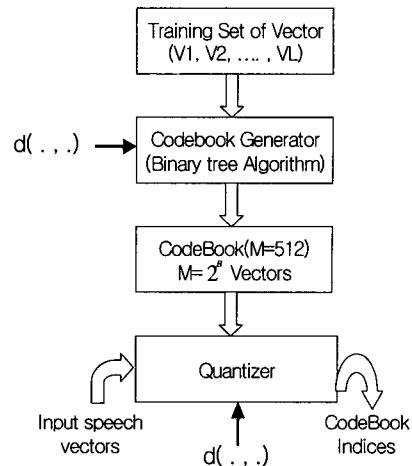 Training Set of Vector
(V1, V2, .... , VL)
Codebook Generator
(Binary tree Algorithm)
d( . , .)
CodeBook(M=512)
M= 2^B Vectors
Quantizer
Input speech
vectors
CodeBook
Indices
d( . , .)